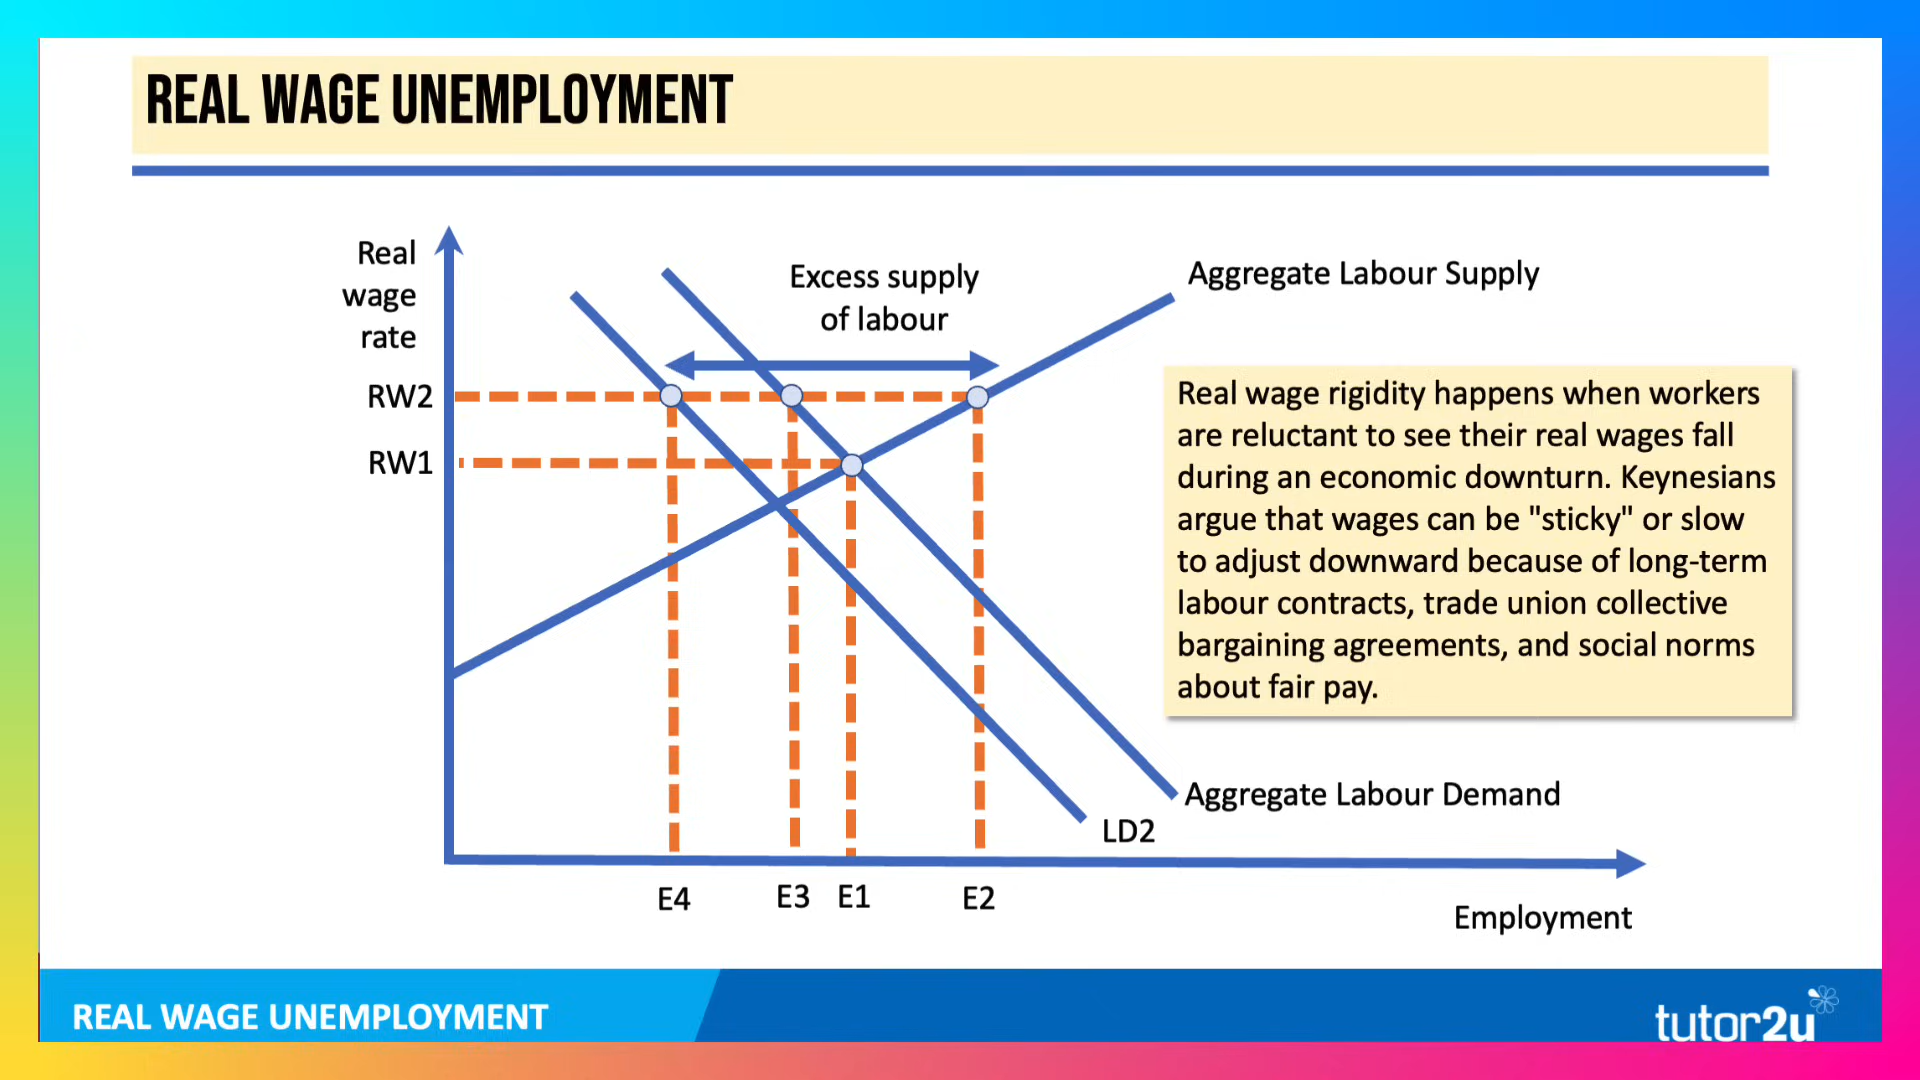 REAL WAGE UNEMPLOYMENT
Real
wage
rate
Excess supply
of labour
Aggregate Labour Supply
RW2
RW1
Real wage rigidity happens when workers
are reluctant to see their real wages fall
during an economic downturn. Keynesians
argue that wages can be "sticky" or slow
to adjust downward because of long-term
labour contracts, trade union collective
bargaining agreements, and social norms
about fair pay.
Aggregate Labour Demand
LD2
E4 E3 E1 E2
Employment
REAL WAGE UNEMPLOYMENT
tutor2u